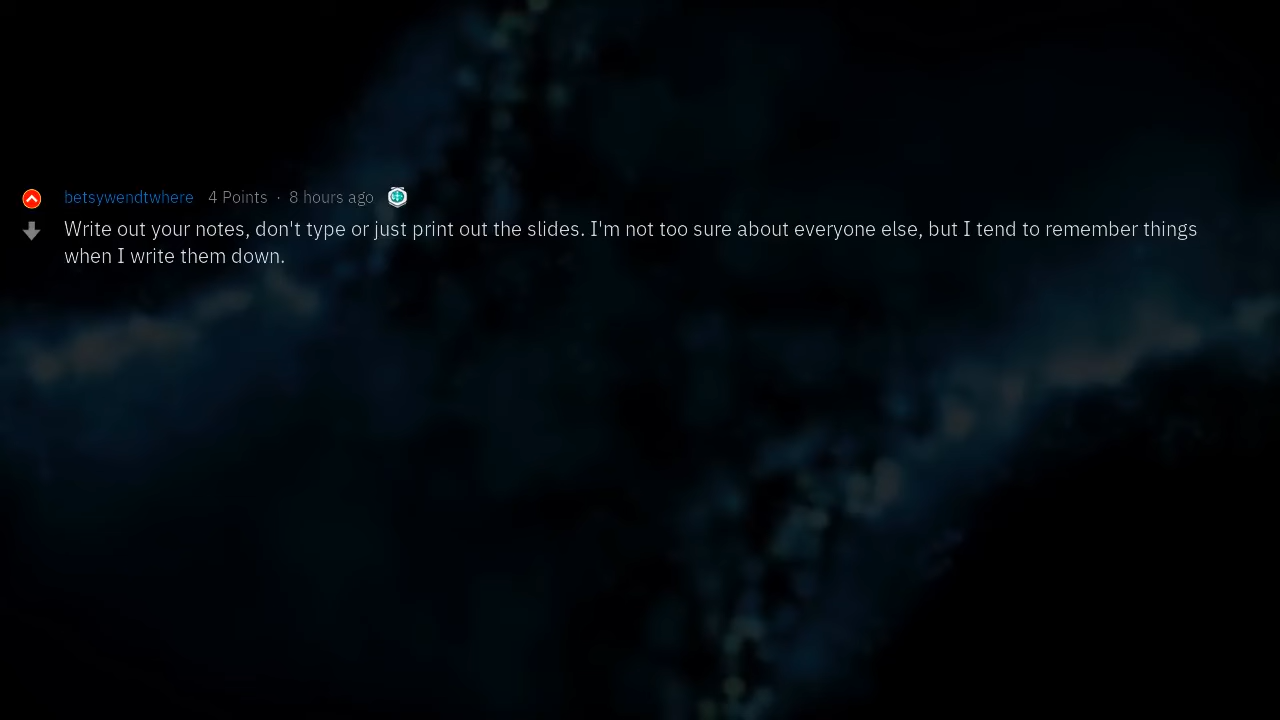 betsywendtwhere 4 Points · 8 hours ago
Write out your notes, don't type or just print out the slides. I'm not too sure about everyone else, but I tend to remember things
when I write them down.